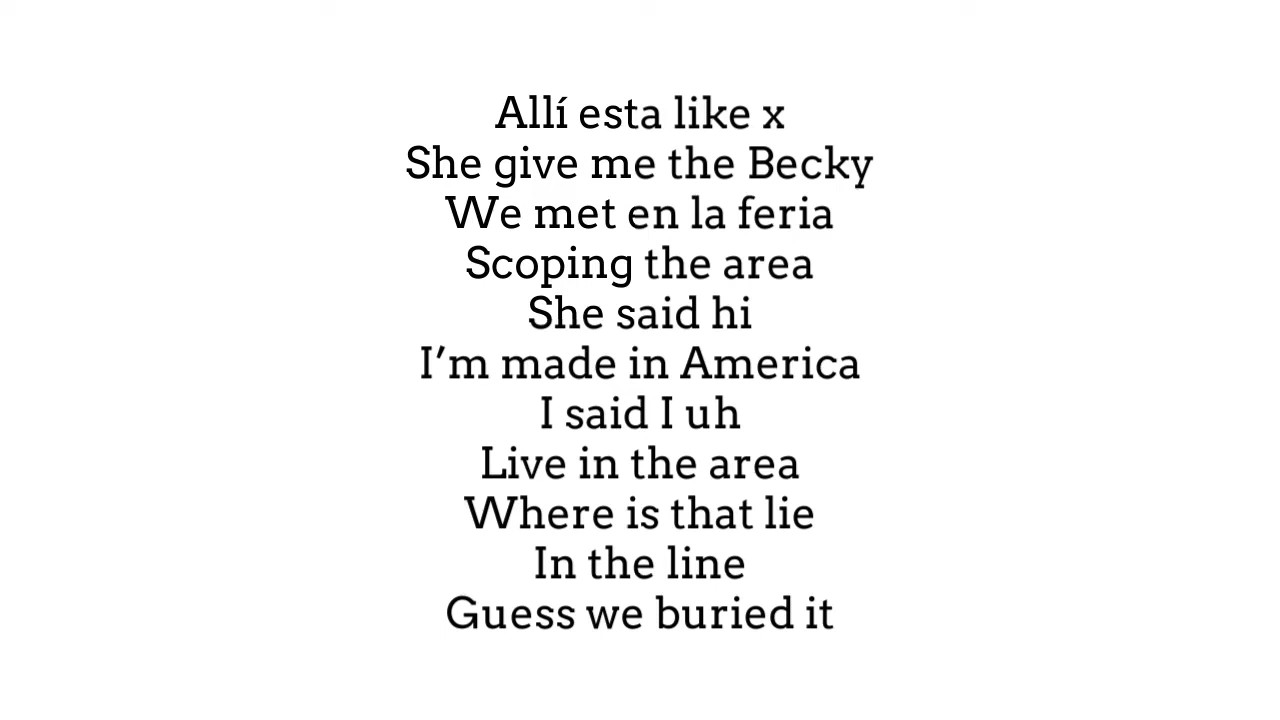 Allí esta like x
She give me the Becky
We met en la feria
Scoping the area
She said hi
I’m made in America
I said I uh
Live in the area
Where is that lie
In the line
Guess we buried it